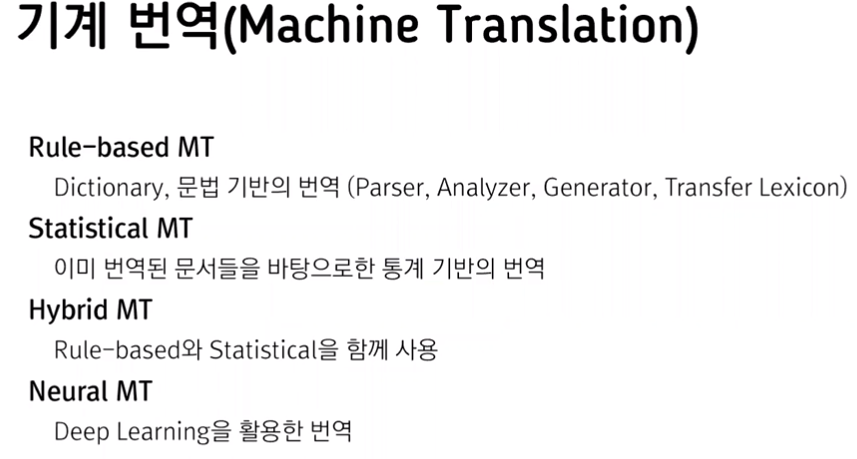 기계 번역(Machine Translation)
Rule-based MT
Dictionary, 문법 기반의 번역 (Parser, Analyzer, Generator, Transfer Lexicon)
Statistical MT
이미 번역된 문서들을 바탕으로한 통계 기반의 번역
Hybrid MT
Rule-based와 Statistical을 함께 사용
Neural MT
Deep Learning을 활용한 번역